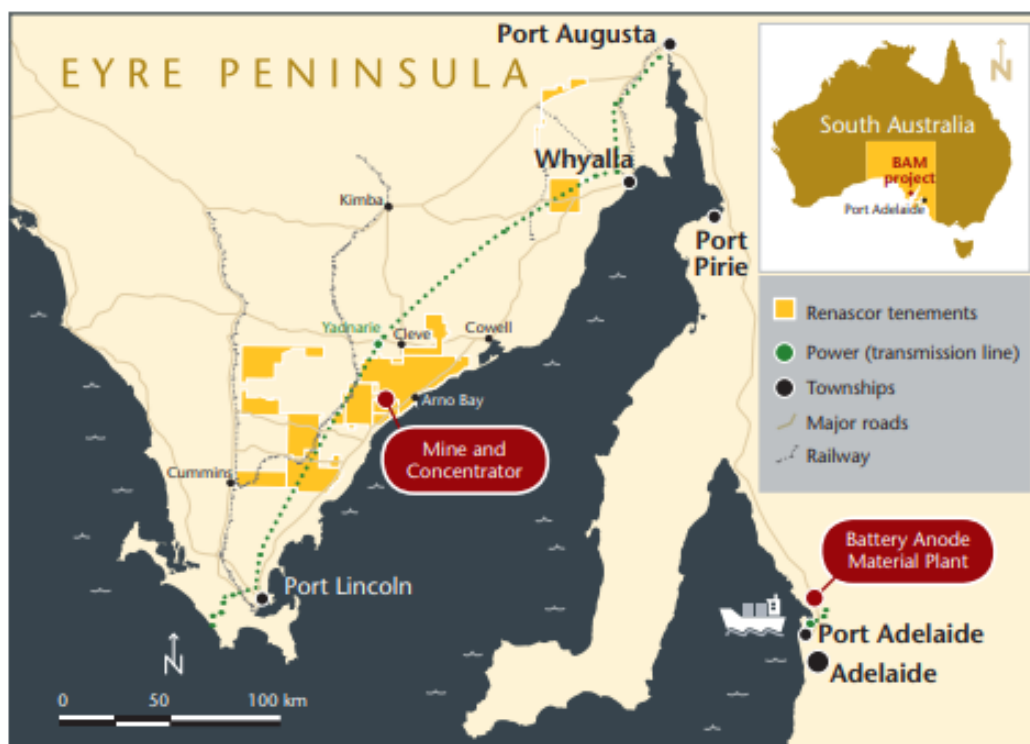 Port Augusta
EYRE PENINSULA
N
South Australia
BAM
project
Port Adelaide
Whyalla
Kimba
Port
Pirie
Renascor tenements
Power (transmission line)
Townships
Major roads
Railway
Yadnarie
Cleve
Cowell
Arno Bay
Mine and
Concentrator
Cummins
Battery Anode
Material Plant
Port Lincoln
Port Adelaide
Adelaide
N
0 50 100 km